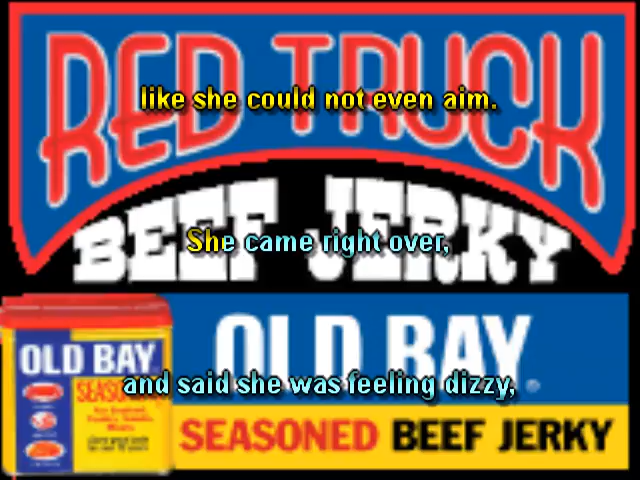 RED TRUCK
like she could not even aim.
BEEF JERKY
She came right over,
OLD BAY®
OLD BAY
and said she was feeling dizzy,
SEASONED BEEF JERKY